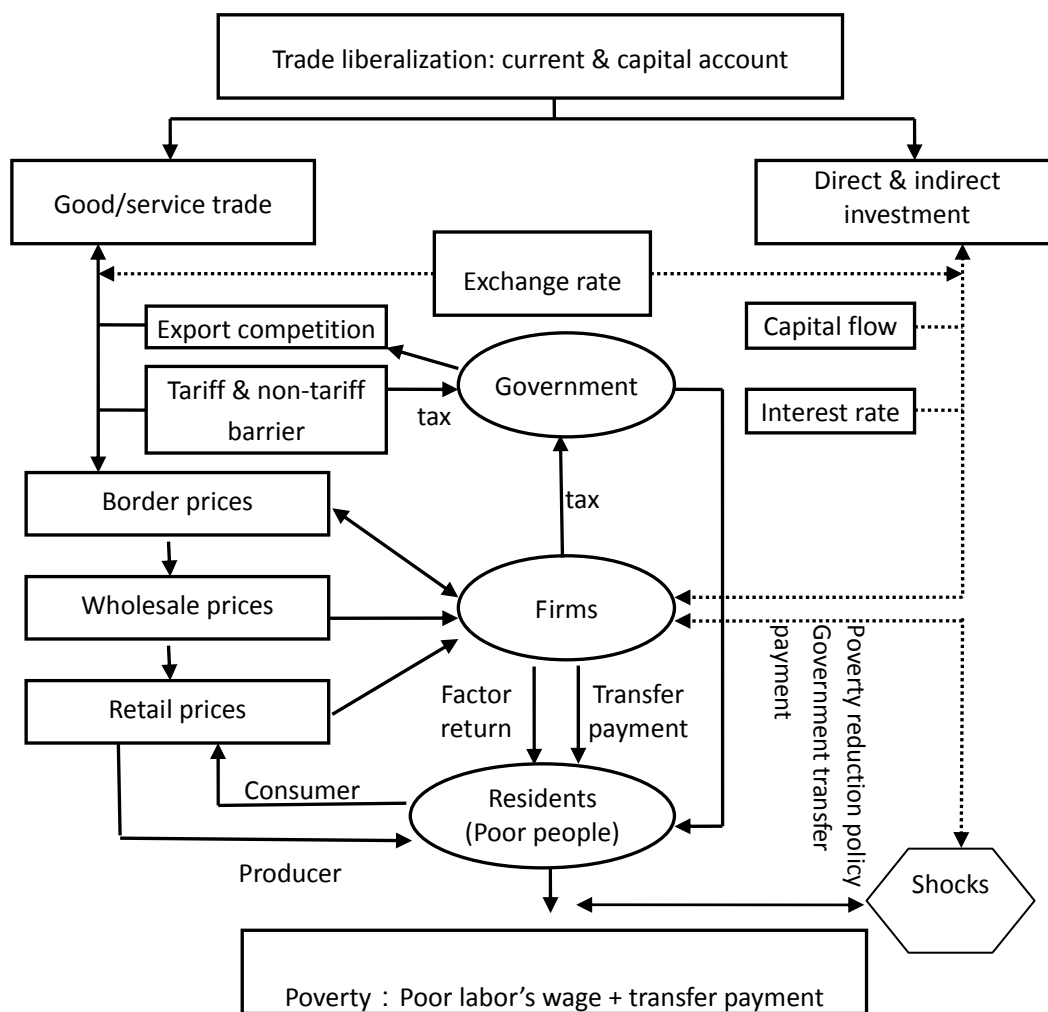 Trade liberalization: current & capital account
Good/service trade
Direct & indirect
investment
Exchange rate
Export competition
Capital flow
Government
Tariff & non-tariff
barrier
tax
Interest rate
Border prices
tax
Wholesale prices
Firms
Retail prices
Factor
return
Transfer
payment
Poverty reduction policy
Government transfer
payment
Consumer
Residents
(Poor people)
Producer
Shocks
Poverty：Poor labor’s wage + transfer payment